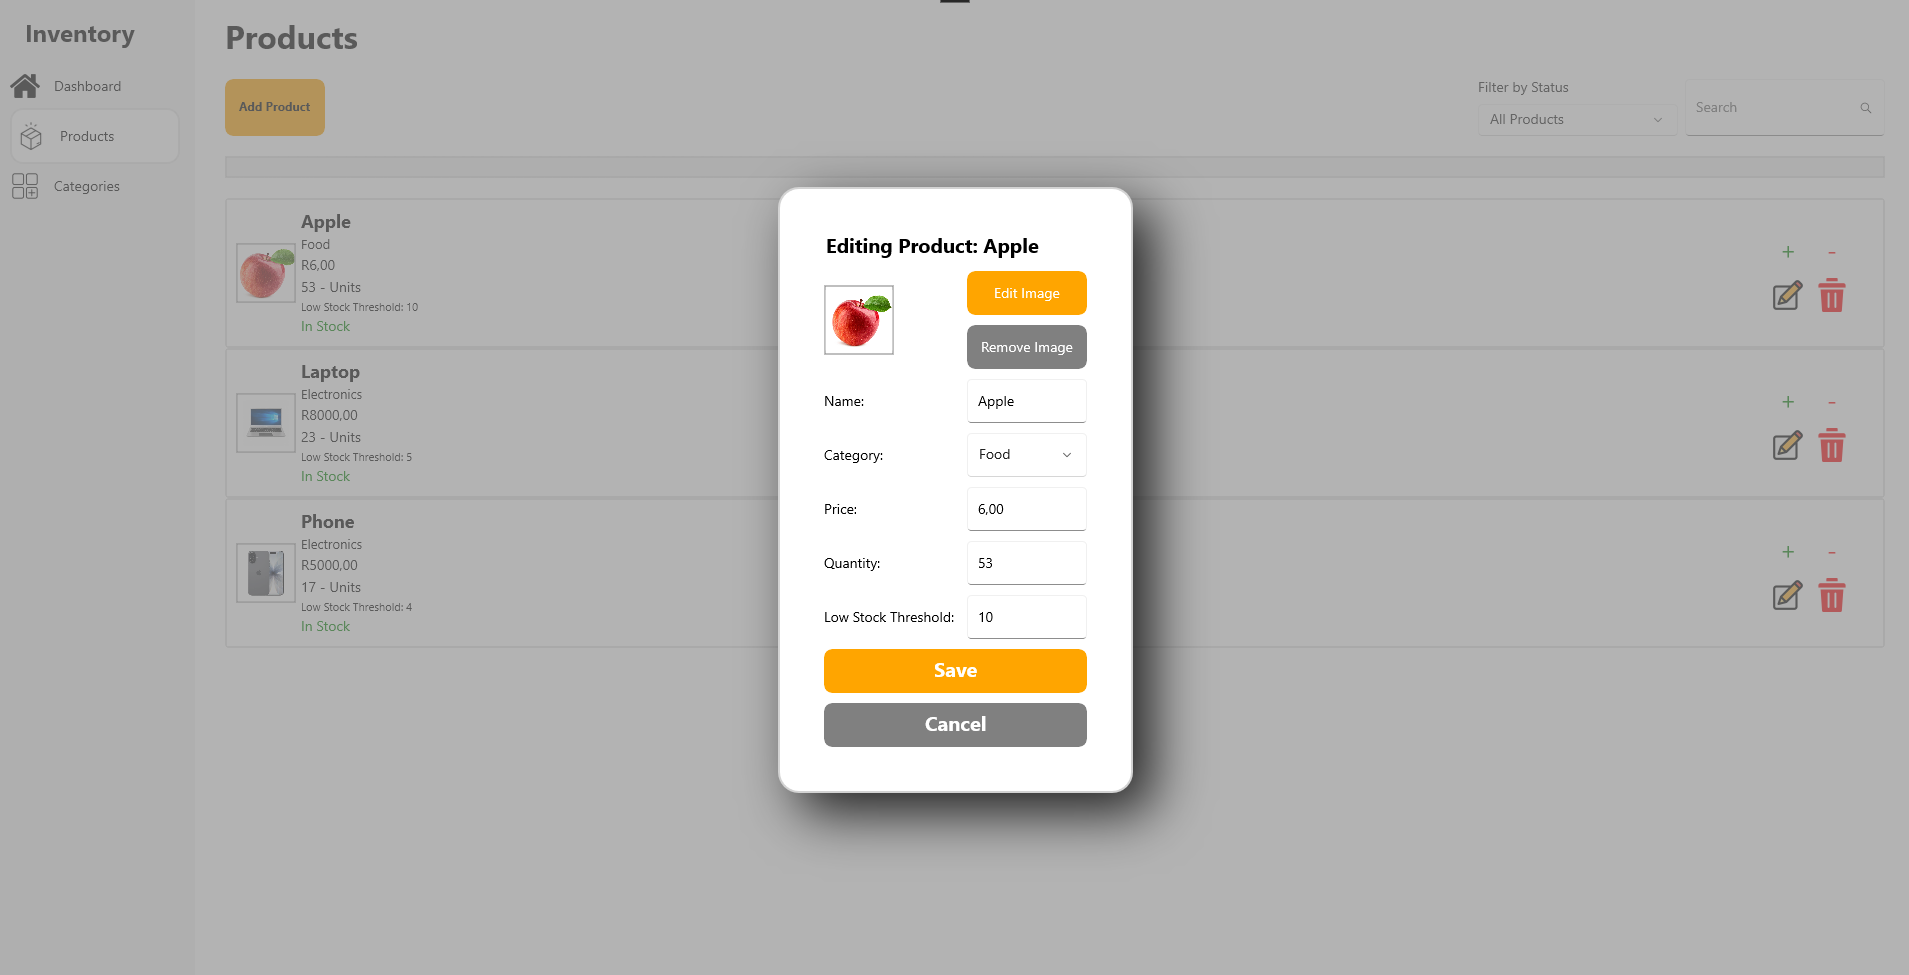 Inventory
Dashboard
Products
Categories
Products
Add Product
Filter by Status
All Products
Search
Apple
Food
R6,00
53 - Units
Low Stock Threshold: 10
In Stock
+ -
Laptop
Electronics
R8000,00
23 - Units
Low Stock Threshold: 5
In Stock
+ -
Phone
Electronics
R5000,00
17 - Units
Low Stock Threshold: 4
In Stock
+ -
Editing Product: Apple
Edit Image
Remove Image
Name: Apple
Category: Food
Price: 6,00
Quantity: 53
Low Stock Threshold: 10
Save
Cancel